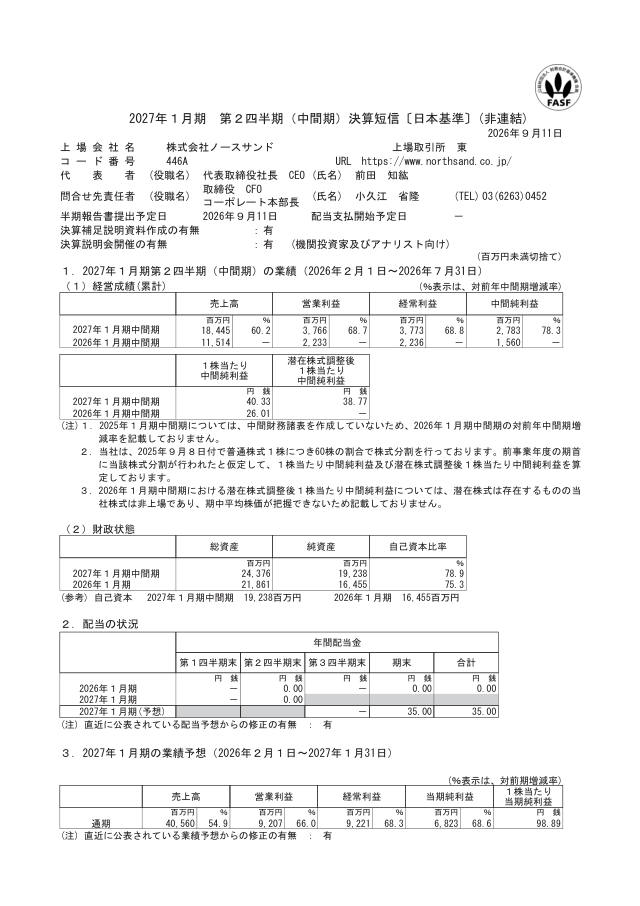 公益財団法人 財務会計基準機構 会員
FASF
2027年１月期　第２四半期（中間期）決算短信〔日本基準〕（非連結）
2026年９月11日
上場会社名　株式会社ノースサンド　上場取引所　東
コード番号　446A　URL　https://www.northsand.co.jp/
代表者　（役職名）　代表取締役社長　CEO　（氏名）　前田　知紘
問合せ先責任者　（役職名）　取締役　CFO　コーポレート本部長　（氏名）　小久江　省隆　(TEL) 03(6263)0452
半期報告書提出予定日　2026年９月11日　配当支払開始予定日　－
決算補足説明資料作成の有無　：有
決算説明会開催の有無　：有　（機関投資家及びアナリスト向け）
（百万円未満切捨て）
１．2027年１月期第２四半期（中間期）の業績（2026年２月１日～2026年７月31日）
（１）経営成績（累計）　（％表示は、対前年中間期増減率）
売上高　営業利益　経常利益　中間純利益
百万円　％　百万円　％　百万円　％　百万円　％
2027年１月期中間期　18,445　60.2　3,766　68.7　3,773　68.8　2,783　78.3
2026年１月期中間期　11,514　－　2,233　－　2,236　－　1,560　－
１株当たり中間純利益　潜在株式調整後１株当たり中間純利益
円　銭　円　銭
2027年１月期中間期　40.33　38.77
2026年１月期中間期　26.01　－
（注）１．2025年１月期中間期については、中間財務諸表を作成していないため、2026年１月期中間期の対前年中間期増
減率を記載しておりません。
２．当社は、2025年９月８日付で普通株式１株につき60株の割合で株式分割を行っております。前事業年度の期首
に当該株式分割が行われたと仮定して、１株当たり中間純利益及び潜在株式調整後１株当たり中間純利益を算
定しております。
３．2026年１月期中間期における潜在株式調整後１株当たり中間純利益については、潜在株式は存在するものの当
社株式は非上場であり、期中平均株価が把握できないため記載しておりません。
（２）財政状態
総資産　純資産　自己資本比率
百万円　百万円　％
2027年１月期中間期　24,376　19,238　78.9
2026年１月期　21,861　16,455　75.3
（参考）自己資本　2027年１月期中間期　19,238百万円　2026年１月期　16,455百万円
２．配当の状況
年間配当金
第１四半期末　第２四半期末　第３四半期末　期末　合計
円　銭　円　銭　円　銭　円　銭　円　銭
2026年１月期　－　0.00　－　0.00　0.00
2027年１月期　－　0.00
2027年１月期（予想）　－　35.00　35.00
（注）直近に公表されている配当予想からの修正の有無　：　有
３．2027年１月期の業績予想（2026年２月１日～2027年１月31日）
（％表示は、対前期増減率）
売上高　営業利益　経常利益　当期純利益　１株当たり当期純利益
百万円　％　百万円　％　百万円　％　百万円　％　円　銭
通期　40,560　54.9　9,207　66.0　9,221　68.3　6,823　68.6　98.89
（注）直近に公表されている業績予想からの修正の有無　：　有